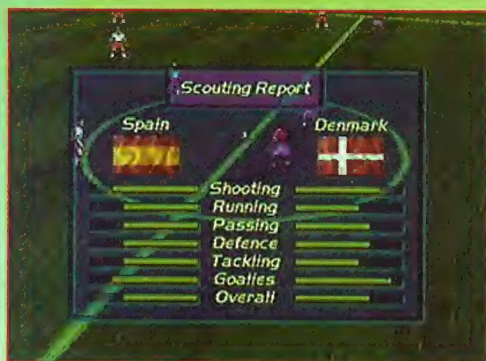 Scouting Report
Spain Denmark
Shooting
Running
Passing
Defence
Tackling
Goalies
Overall